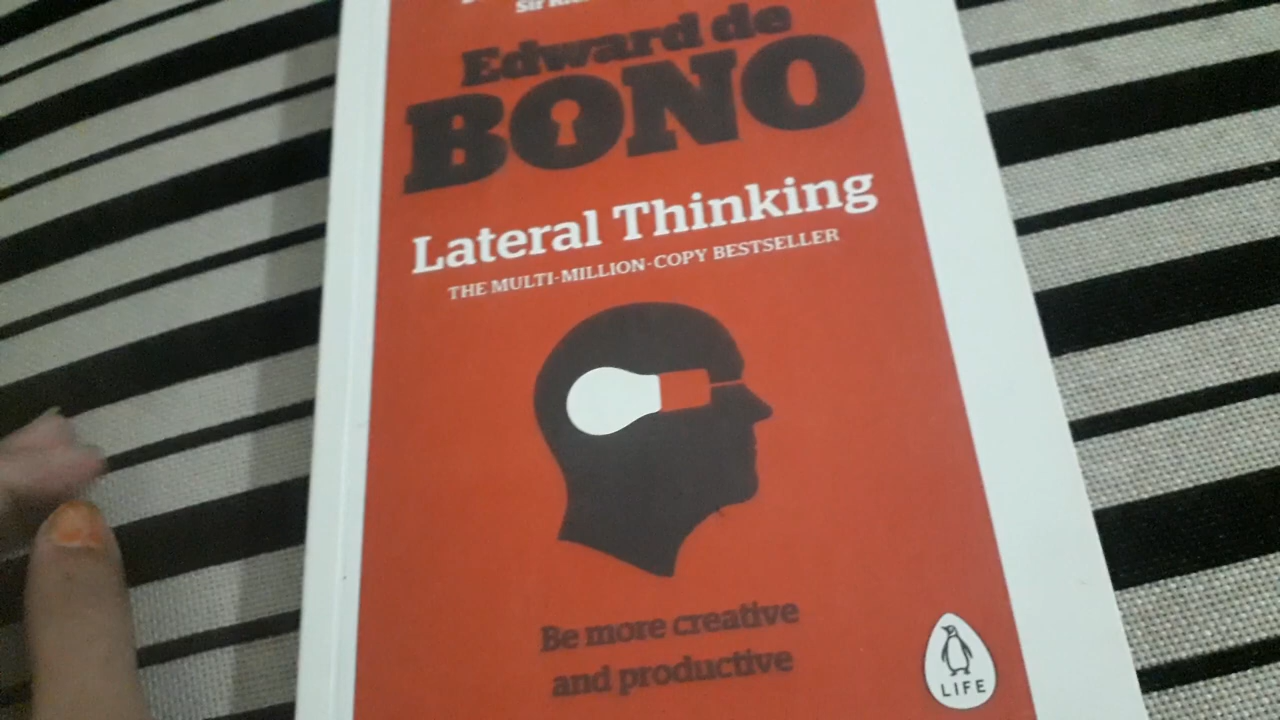 Sir
Edward de
BONO
Lateral Thinking
THE MULTI-MILLION-COPY BESTSELLER
Be more creative
and productive
LIFE